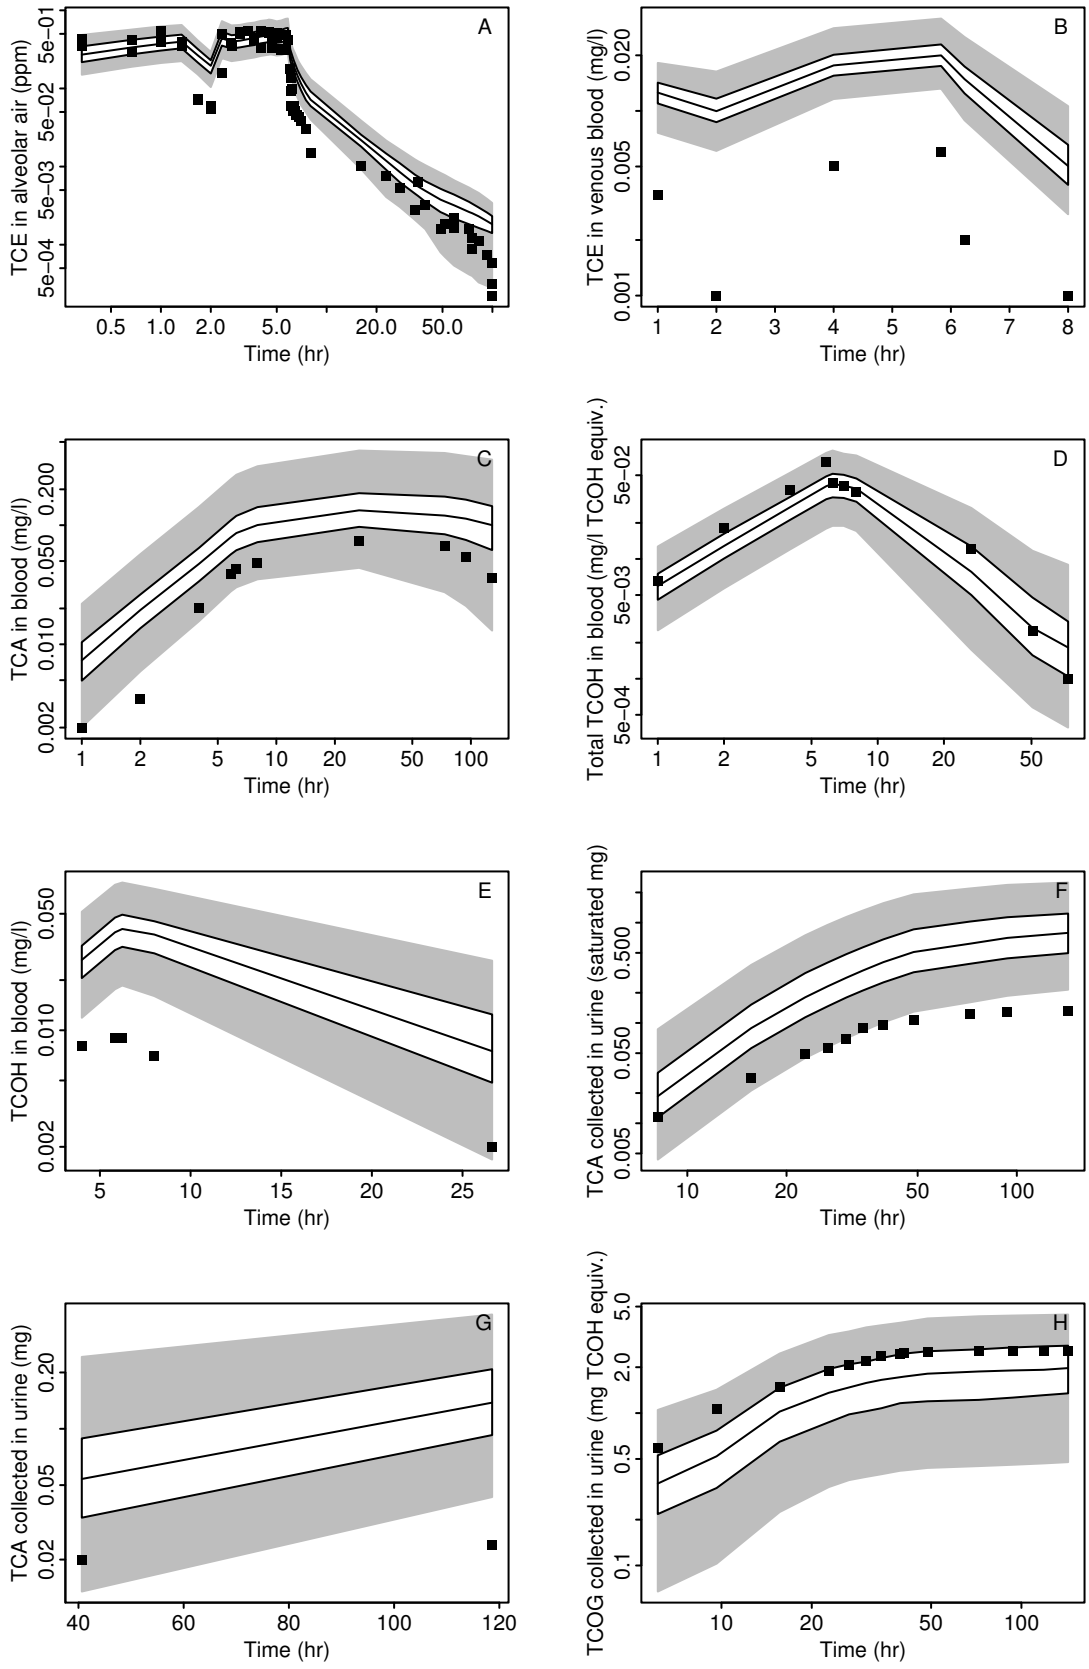 A
TCE in alveolar air (ppm)
5e-01
5e-02
5e-03
5e-04
0.5 1.0 2.0 5.0 20.0 50.0
Time (hr)
B
TCE in venous blood (mg/l)
0.020
0.005
0.001
1 2 3 4 5 6 7 8
Time (hr)
C
TCA in blood (mg/l)
0.200
0.050
0.010
0.002
1 2 5 10 20 50 100
Time (hr)
D
Total TCOH in blood (mg/l TCOH equiv.)
5e-02
5e-03
5e-04
1 2 5 10 20 50
Time (hr)
E
TCOH in blood (mg/l)
0.050
0.010
0.002
5 10 15 20 25
Time (hr)
F
TCA collected in urine (saturated mg)
0.500
0.050
0.005
10 20 50 100
Time (hr)
G
TCA collected in urine (mg)
0.20
0.05
0.02
40 60 80 100 120
Time (hr)
H
TCOG collected in urine (mg TCOH equiv.)
5.0
2.0
0.5
0.1
10 20 50 100
Time (hr)